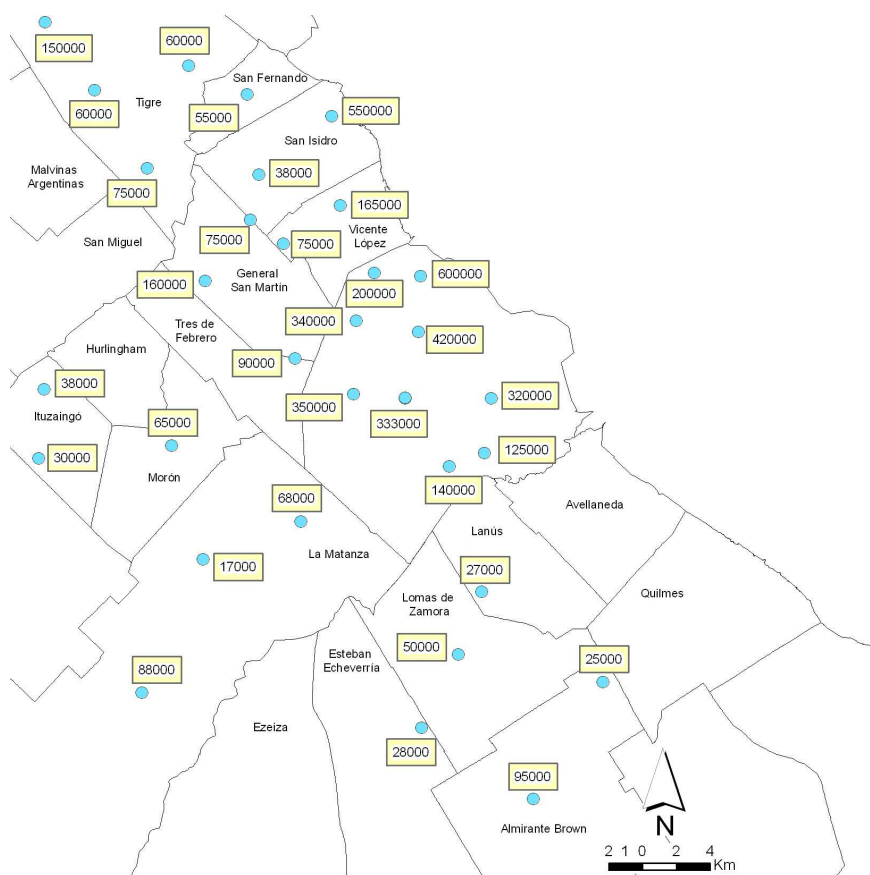 60000
150000
San Fernando
60000
Tigre
55000
550000
San Isidro
Malvinas
Argentinas
38000
75000
165000
San Miguel
75000
75000
Vicente
López
General
San Martín
160000
600000
200000
340000
Tres de
Febrero
420000
Hurlingham
90000
38000
350000
320000
Ituzaingó
65000
333000
30000
125000
Morón
140000
68000
Avellaneda
Lanús
La Matanza
17000
27000
Quilmes
Lomas de
Zamora
50000
Esteban
Echeverría
25000
88000
Ezeiza
28000
95000
Almirante Brown
N
2 1 0 2 4
Km